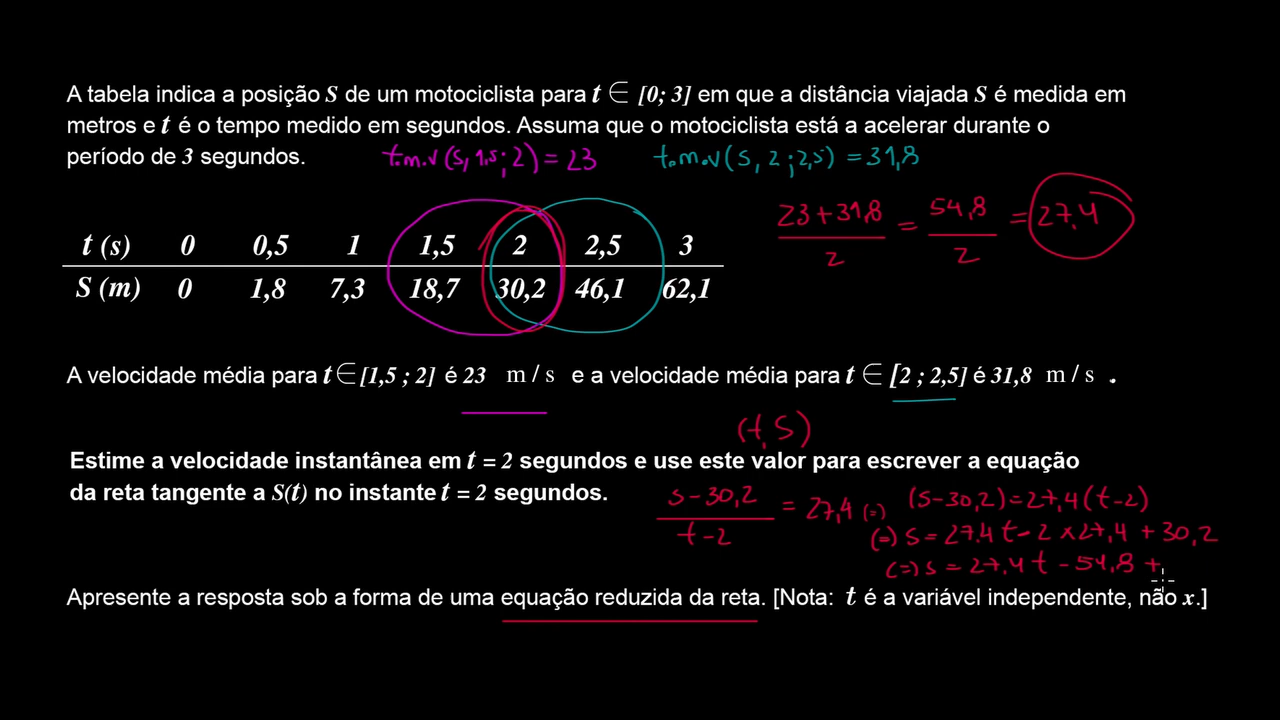 A tabela indica a posição S de um motociclista para t ∈ [0; 3] em que a distância viajada S é medida em
metros e t é o tempo medido em segundos. Assuma que o motociclista está a acelerar durante o
período de 3 segundos.
t.m.v (S, 1,5; 2) = 23
t.m.v (S, 2; 2,5) = 31,8
23+31,8 / 2 = 54,8 / 2 = 27,4
t (s) 0 0,5 1 1,5 2 2,5 3
S (m) 0 1,8 7,3 18,7 30,2 46,1 62,1
A velocidade média para t ∈ [1,5 ; 2] é 23 m / s e a velocidade média para t ∈ [2 ; 2,5] é 31,8 m / s .
(t, S)
Estime a velocidade instantânea em t = 2 segundos e use este valor para escrever a equação
da reta tangente a S(t) no instante t = 2 segundos.
S-30,2 / t-2 = 27,4 (=) (S-30,2)=27,4(t-2)
(=) S = 27.4 t - 2 x 27,4 + 30,2
(=) S = 27,4 t - 54,8 +
Apresente a resposta sob a forma de uma equação reduzida da reta. [Nota: t é a variável independente, não x.]